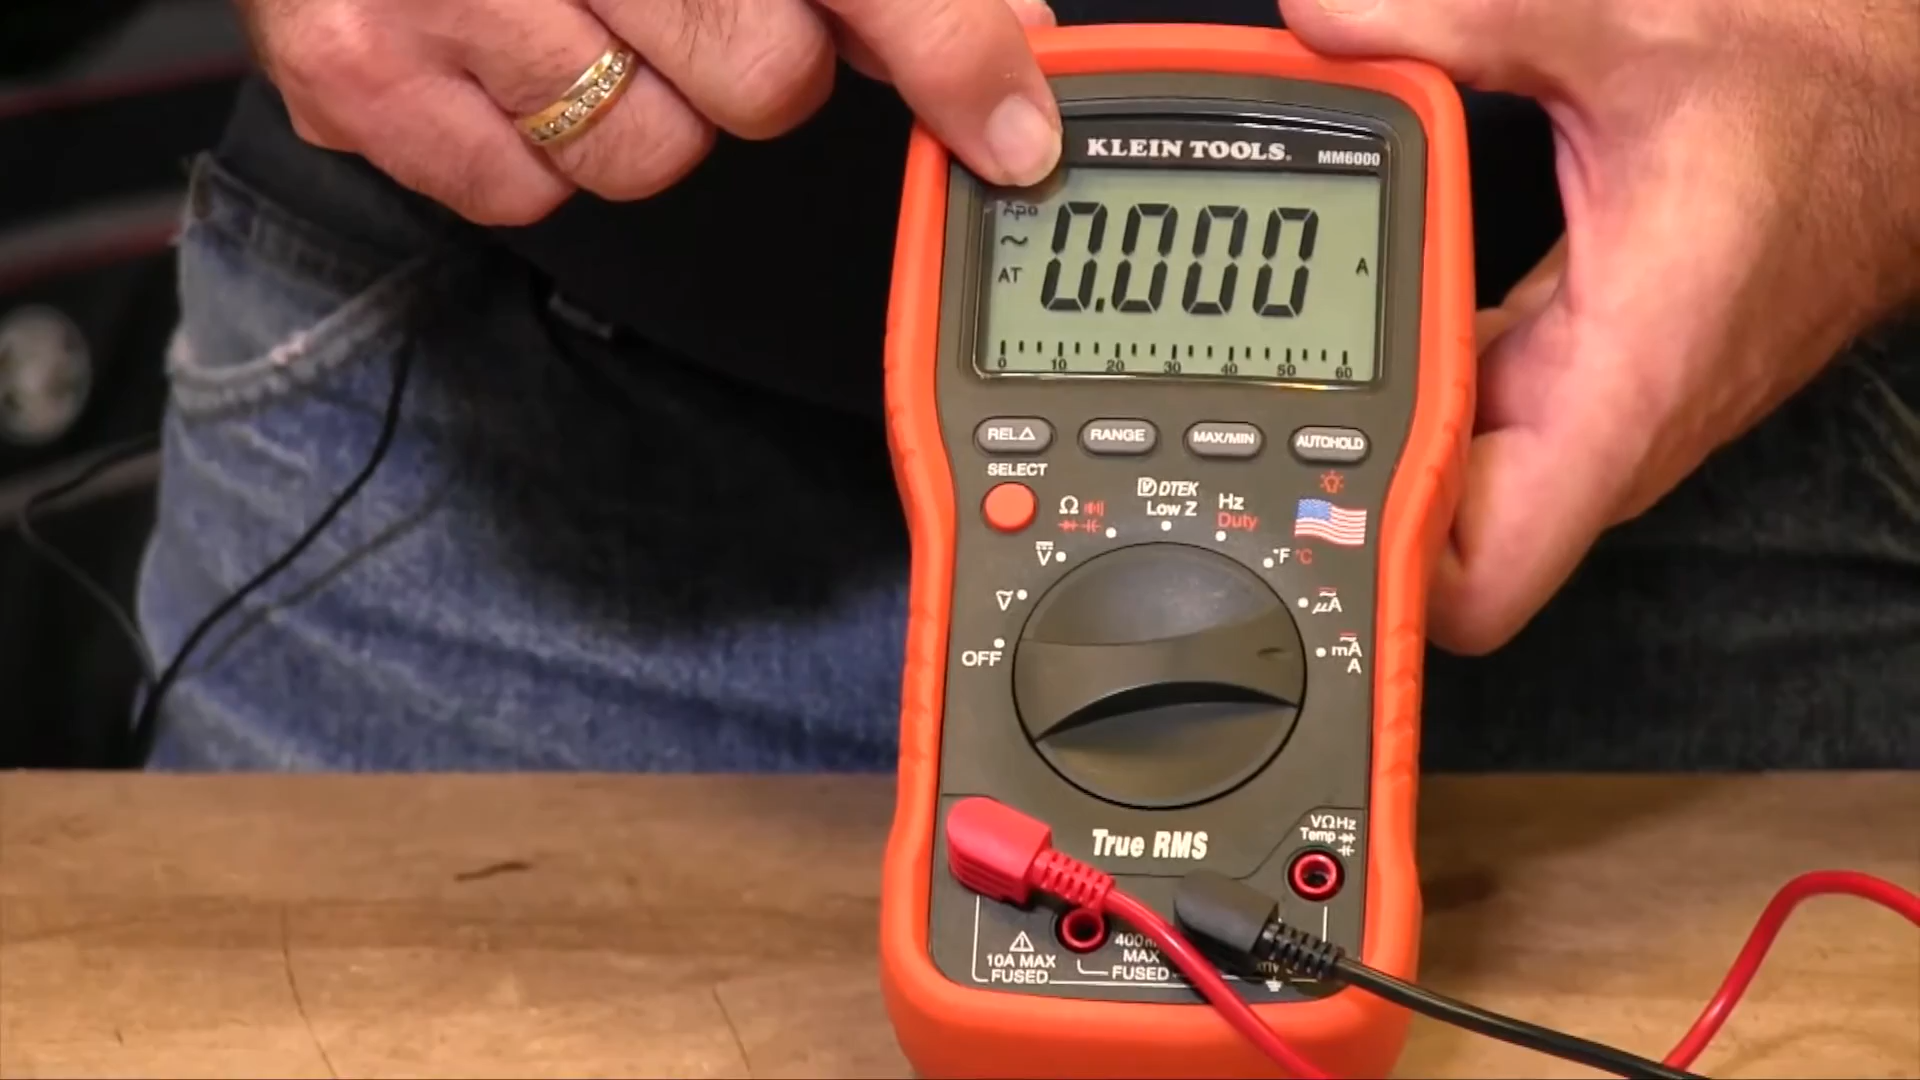 KLEIN TOOLS. MM6000
Apo
~
AT
0.000 A
0 10 20 30 40 50 60
REL△ RANGE MAX/MIN AUTOHOLD
SELECT
V DTEK
Low Z
Ω
Hz
Duty
V
°F °C
V
μA
OFF
mA
A
True RMS
VΩHz
Temp
10A MAX
FUSED
MAX
FUSED